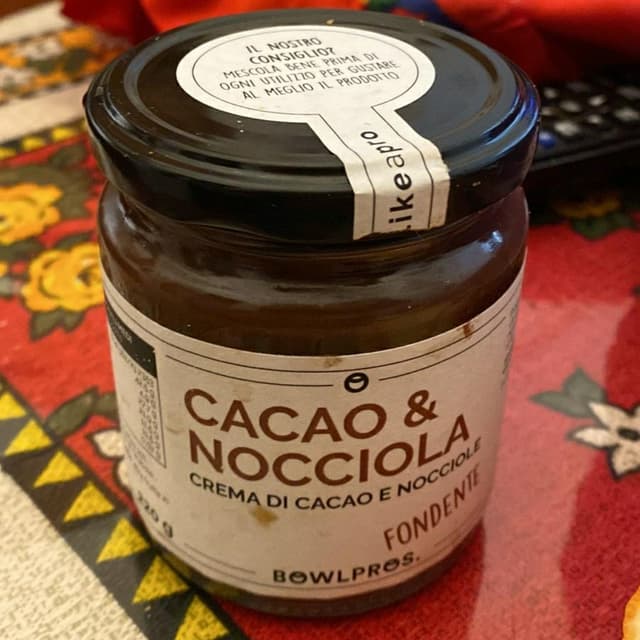 IL NOSTRO
CONSIGLIO?
MESCOLA BENE PRIMA DI
OGNI UTILIZZO PER GUSTARE
AL MEGLIO IL PRODOTTO
likeapro.
CACAO &
NOCCIOLA
CREMA DI CACAO E NOCCIOLE
FONDENTE
320 g
BOWLPROS.